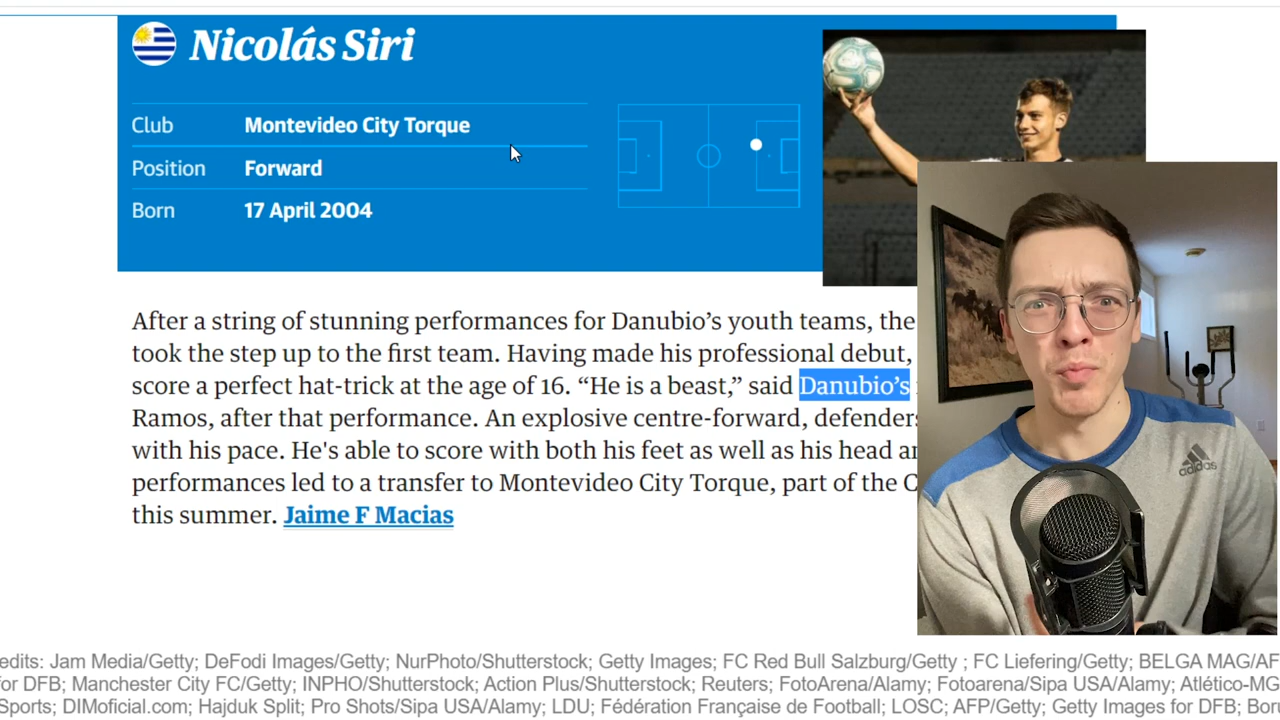 Nicolás Siri
Club Montevideo City Torque
Position Forward
Born 17 April 2004
After a string of stunning performances for Danubio’s youth teams, the
took the step up to the first team. Having made his professional debut,
score a perfect hat-trick at the age of 16. “He is a beast,” said Danubio’s
Ramos, after that performance. An explosive centre-forward, defenders
with his pace. He's able to score with both his feet as well as his head
performances led to a transfer to Montevideo City Torque, part of the
this summer. Jaime F Macias
adidas
edits: Jam Media/Getty; DeFodi Images/Getty; NurPhoto/Shutterstock; Getty Images; FC Red Bull Salzburg/Getty ; FC Liefering/Getty; BELGA MAG/AF
for DFB; Manchester City FC/Getty; INPHO/Shutterstock; Action Plus/Shutterstock; Reuters; FotoArena/Alamy; Fotoarena/Sipa USA/Alamy; Atlético-MG
Sports; DIMoficial.com; Hajduk Split; Pro Shots/Sipa USA/Alamy; LDU; Fédération Française de Football; LOSC; AFP/Getty; Getty Images for DFB;